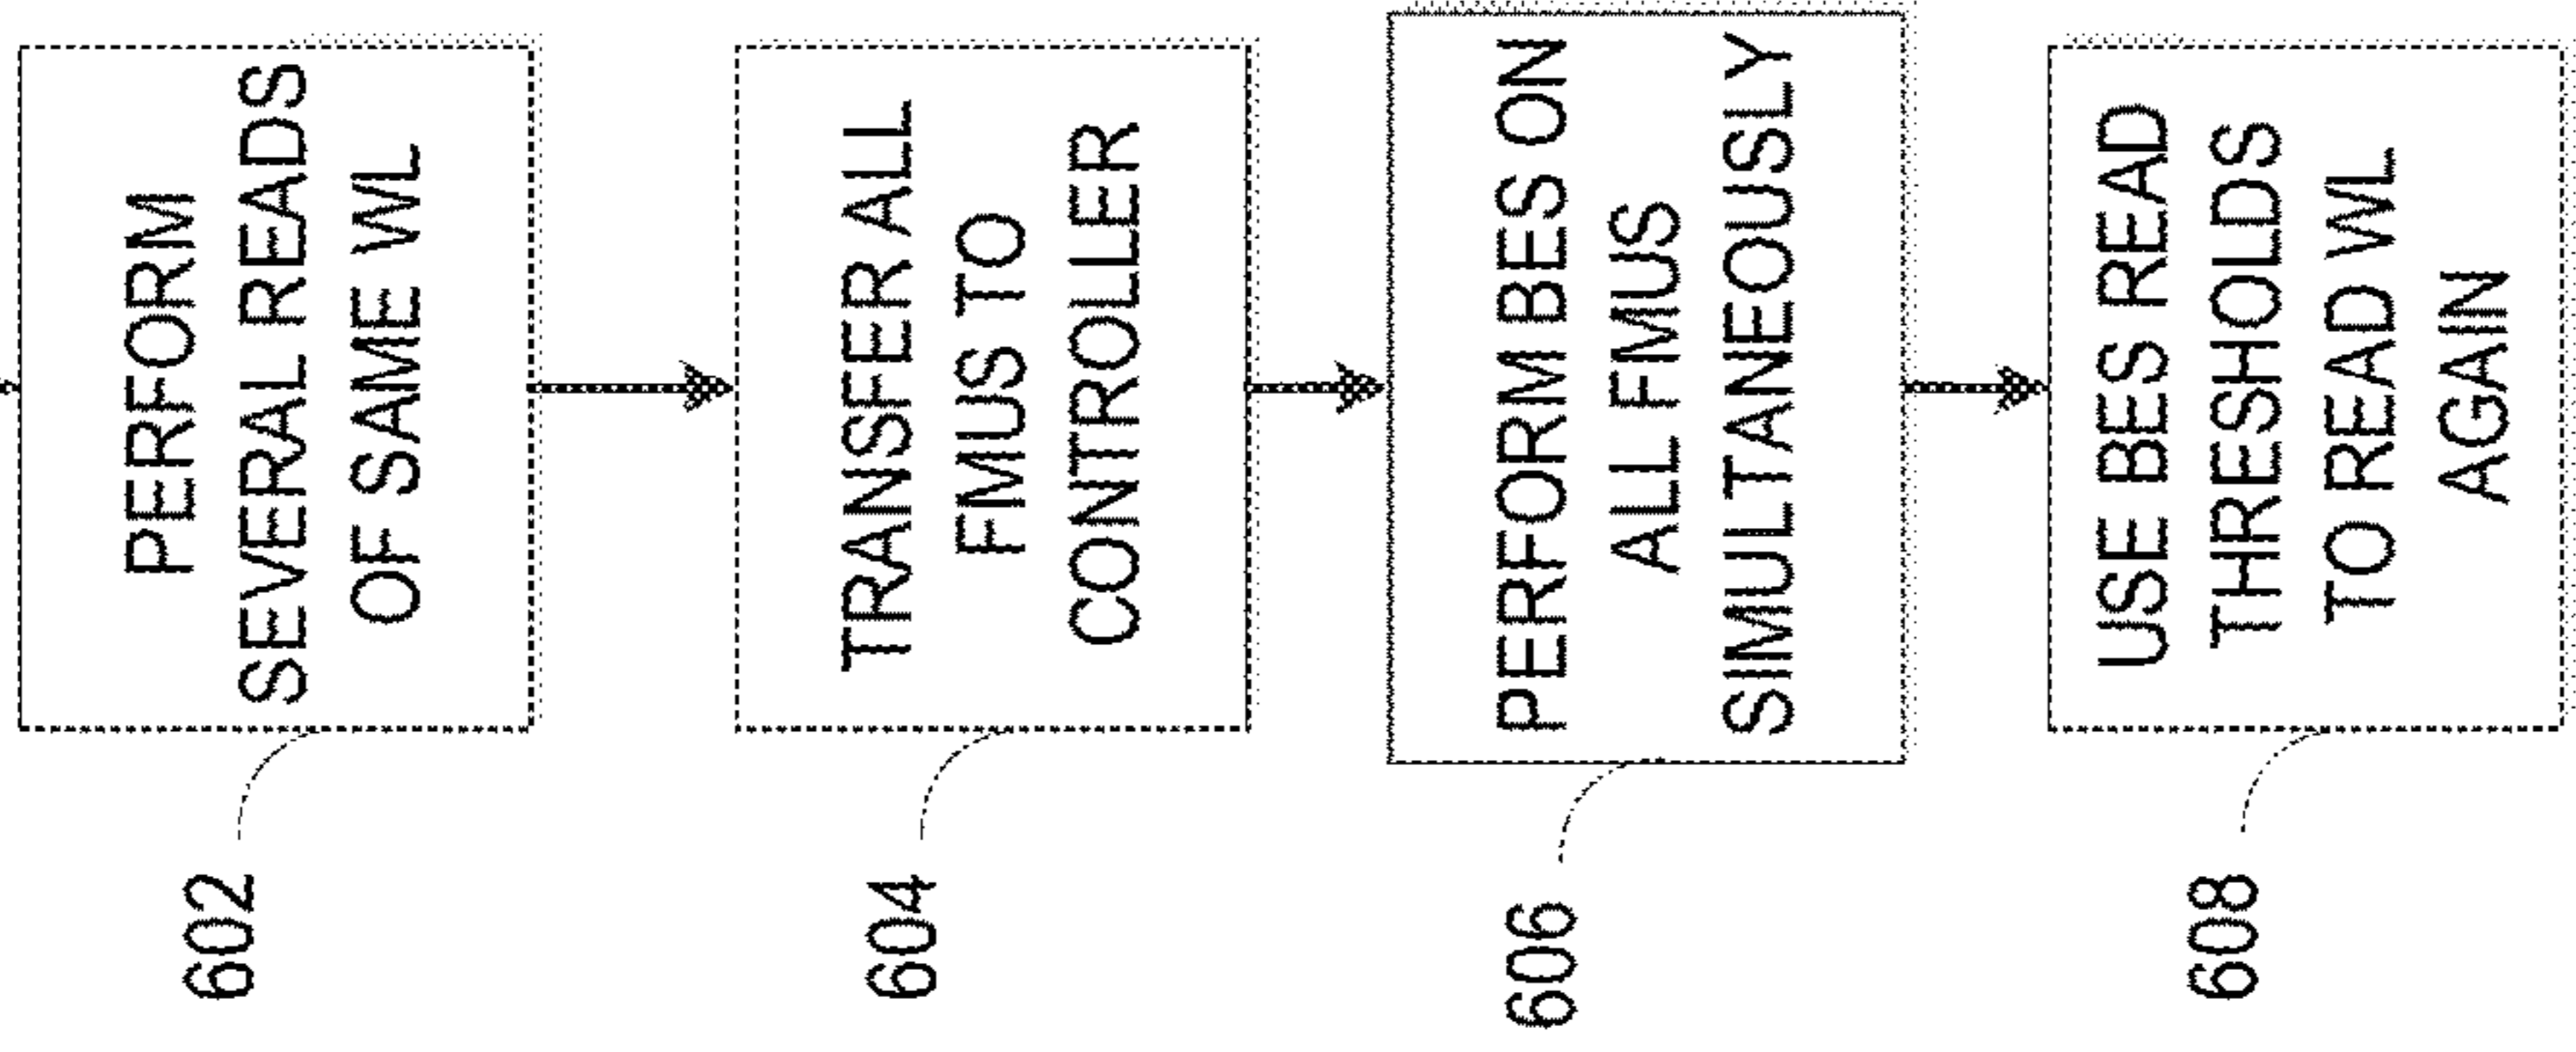 602
PERFORM
SEVERAL READS
OF SAME WL
604
TRANSFER ALL
FMUS TO
CONTROLLER
606
PERFORM BES ON
ALL FMUS
SIMULTANEOUSLY
608
USE BES READ
THRESHOLDS
TO READ WL
AGAIN